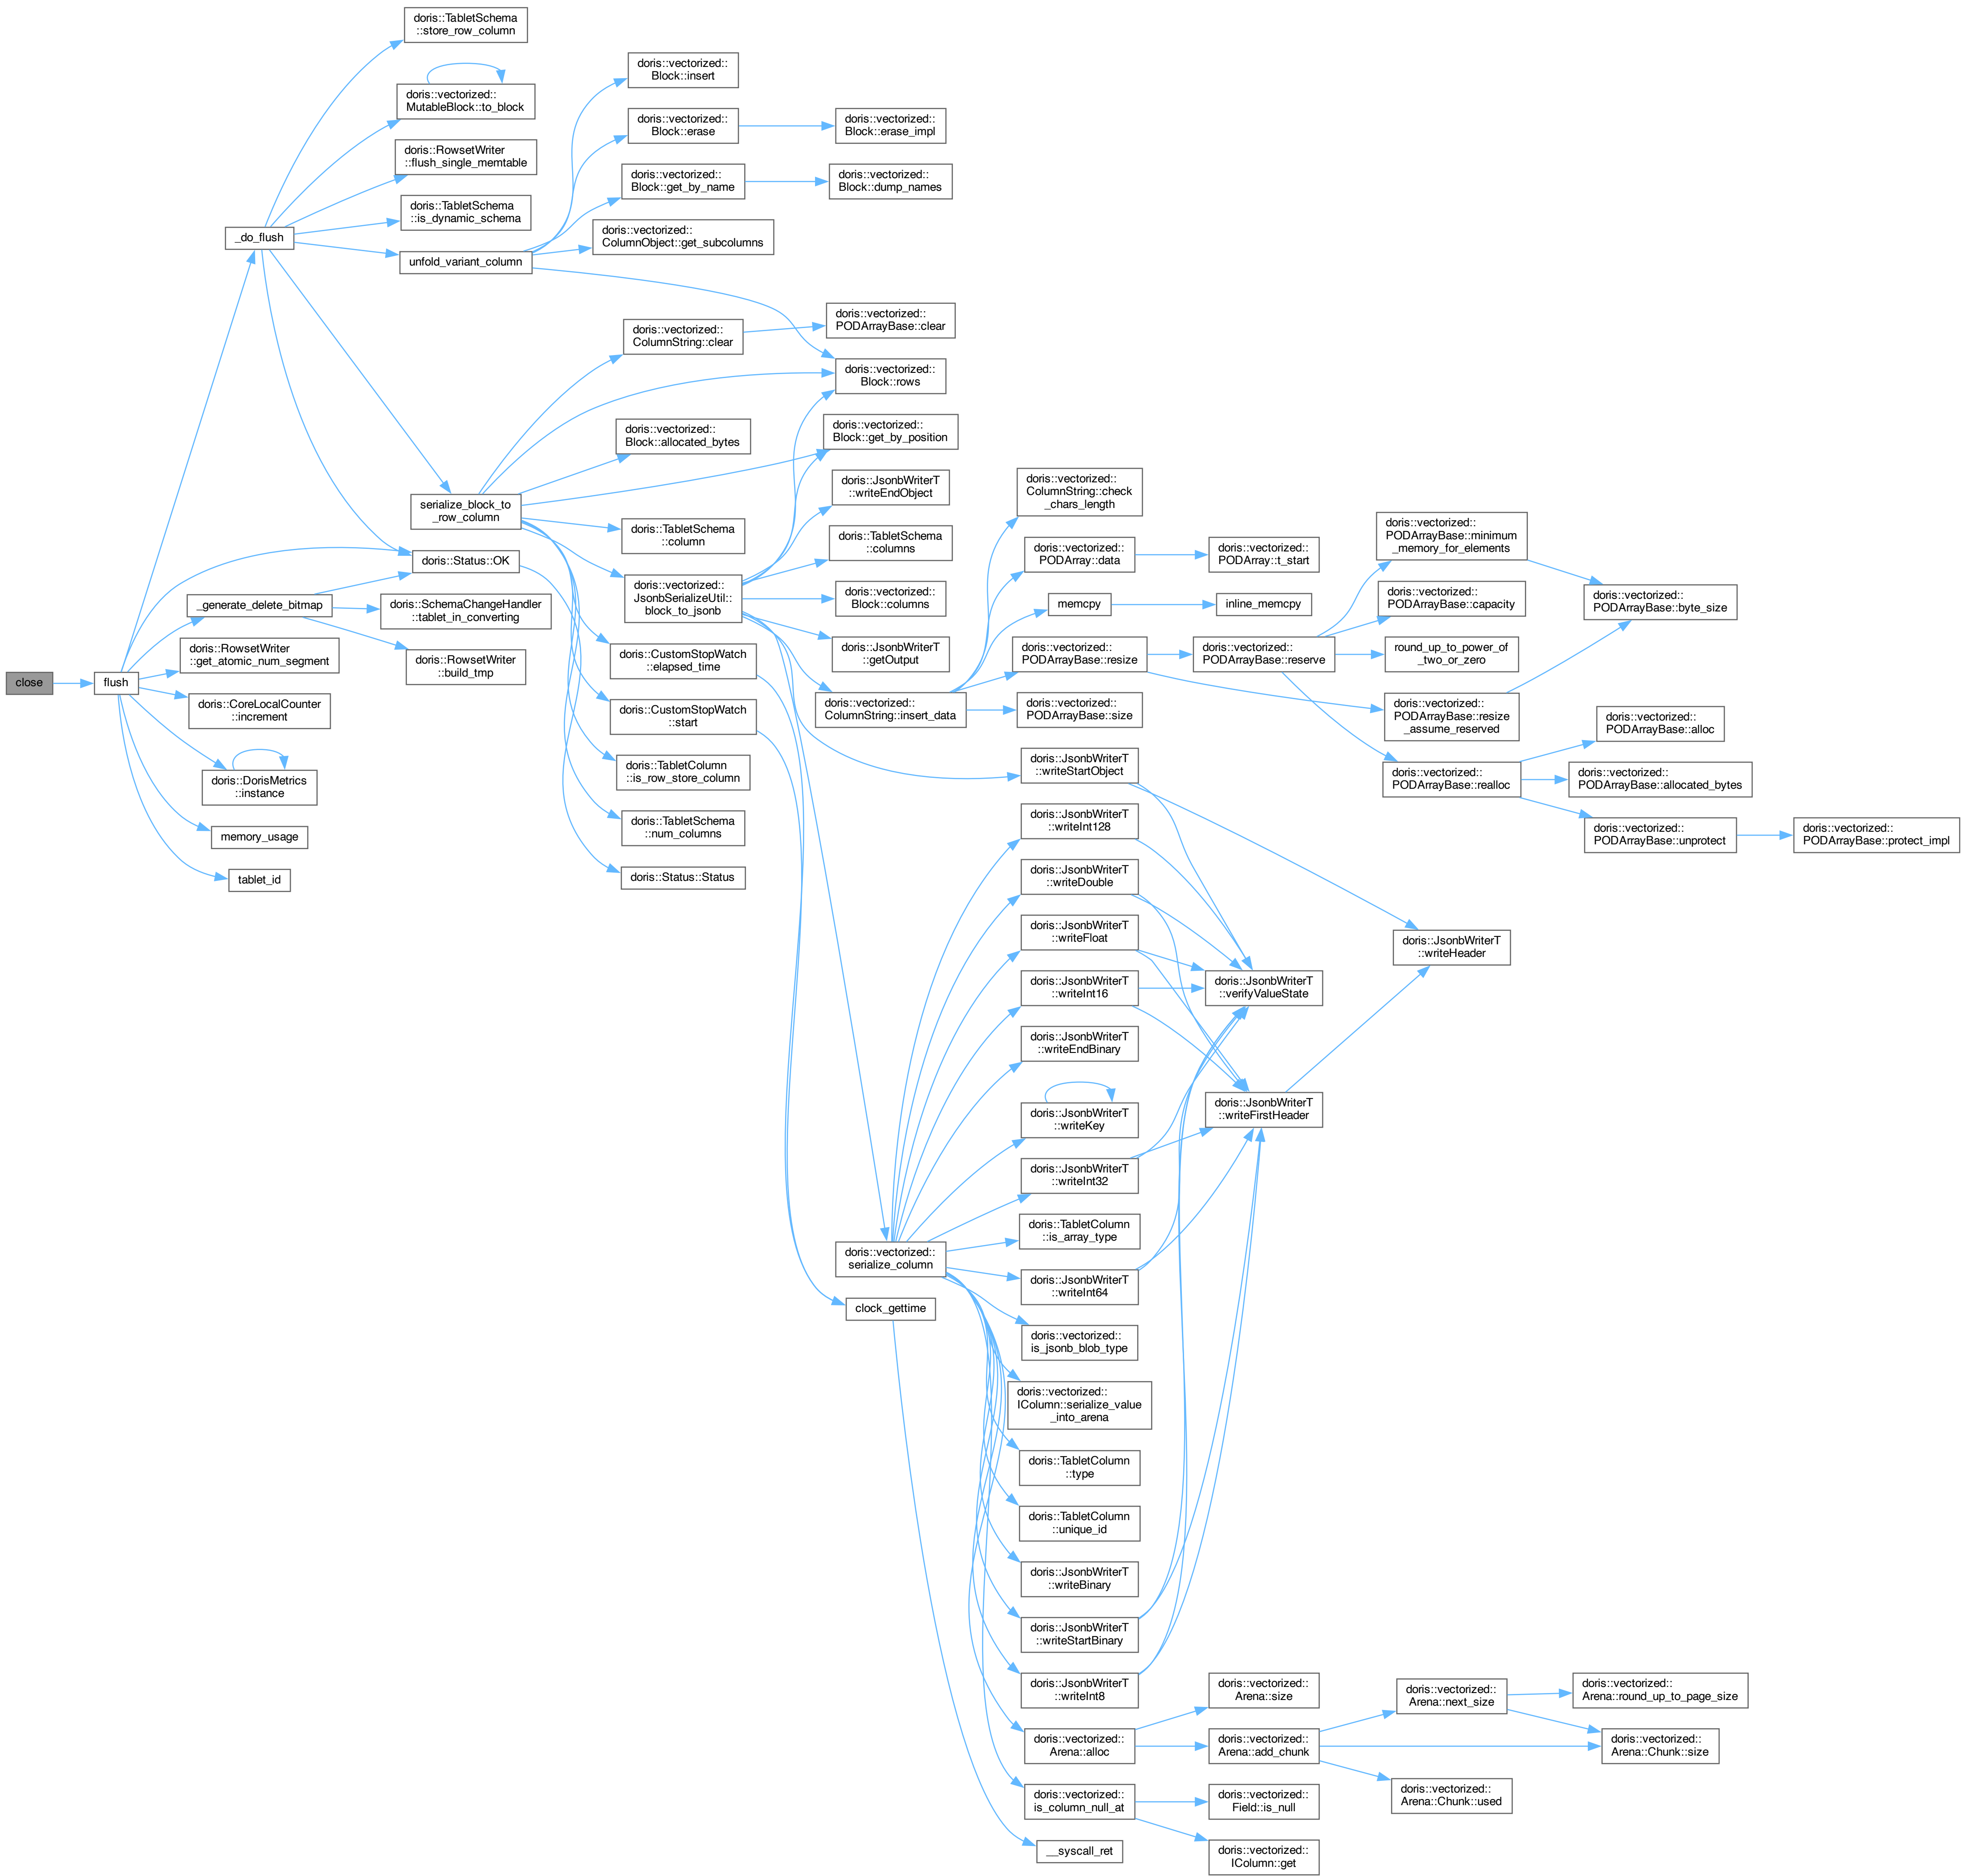 close
flush
_do_flush
_generate_delete_bitmap
doris::RowsetWriter
::get_atomic_num_segment
doris::CoreLocalCounter
::increment
doris::DorisMetrics
::instance
memory_usage
tablet_id
doris::TabletSchema
::store_row_column
doris::vectorized::
MutableBlock::to_block
doris::RowsetWriter
::flush_single_memtable
doris::TabletSchema
::is_dynamic_schema
unfold_variant_column
serialize_block_to
_row_column
doris::Status::OK
doris::SchemaChangeHandler
::tablet_in_converting
doris::RowsetWriter
::build_tmp
doris::vectorized::
Block::insert
doris::vectorized::
Block::erase
doris::vectorized::
Block::get_by_name
doris::vectorized::
ColumnObject::get_subcolumns
doris::vectorized::
ColumnString::clear
doris::vectorized::
Block::allocated_bytes
doris::TabletSchema
::column
doris::vectorized::
JsonbSerializeUtil::
block_to_jsonb
doris::CustomStopWatch
::elapsed_time
doris::CustomStopWatch
::start
doris::TabletColumn
::is_row_store_column
doris::TabletSchema
::num_columns
doris::Status::Status
doris::vectorized::
Block::erase_impl
doris::vectorized::
Block::dump_names
doris::vectorized::
PODArrayBase::clear
doris::vectorized::
Block::rows
doris::vectorized::
Block::get_by_position
doris::JsonbWriterT
::writeEndObject
doris::TabletSchema
::columns
doris::vectorized::
Block::columns
doris::JsonbWriterT
::getOutput
doris::vectorized::
ColumnString::insert_data
doris::vectorized::
serialize_column
clock_gettime
doris::vectorized::
ColumnString::check
_chars_length
doris::vectorized::
PODArray::data
memcpy
doris::vectorized::
PODArrayBase::resize
doris::vectorized::
PODArrayBase::size
doris::JsonbWriterT
::writeStartObject
doris::JsonbWriterT
::writeInt128
doris::JsonbWriterT
::writeDouble
doris::JsonbWriterT
::writeFloat
doris::JsonbWriterT
::writeInt16
doris::JsonbWriterT
::writeEndBinary
doris::JsonbWriterT
::writeKey
doris::JsonbWriterT
::writeInt32
doris::TabletColumn
::is_array_type
doris::JsonbWriterT
::writeInt64
doris::vectorized::
is_jsonb_blob_type
doris::vectorized::
IColumn::serialize_value
_into_arena
doris::TabletColumn
::type
doris::TabletColumn
::unique_id
doris::JsonbWriterT
::writeBinary
doris::JsonbWriterT
::writeStartBinary
doris::JsonbWriterT
::writeInt8
doris::vectorized::
Arena::alloc
doris::vectorized::
is_column_null_at
__syscall_ret
doris::vectorized::
PODArray::t_start
inline_memcpy
doris::vectorized::
PODArrayBase::reserve
doris::JsonbWriterT
::verifyValueState
doris::JsonbWriterT
::writeFirstHeader
doris::vectorized::
Arena::size
doris::vectorized::
Arena::add_chunk
doris::vectorized::
Field::is_null
doris::vectorized::
IColumn::get
doris::vectorized::
PODArrayBase::minimum
_memory_for_elements
doris::vectorized::
PODArrayBase::capacity
round_up_to_power_of
_two_or_zero
doris::vectorized::
PODArrayBase::resize
_assume_reserved
doris::vectorized::
PODArrayBase::realloc
doris::JsonbWriterT
::writeHeader
doris::vectorized::
Arena::next_size
doris::vectorized::
Arena::Chunk::used
doris::vectorized::
PODArrayBase::byte_size
doris::vectorized::
PODArrayBase::alloc
doris::vectorized::
PODArrayBase::allocated_bytes
doris::vectorized::
PODArrayBase::unprotect
doris::vectorized::
Arena::round_up_to_page_size
doris::vectorized::
Arena::Chunk::size
doris::vectorized::
PODArrayBase::protect_impl